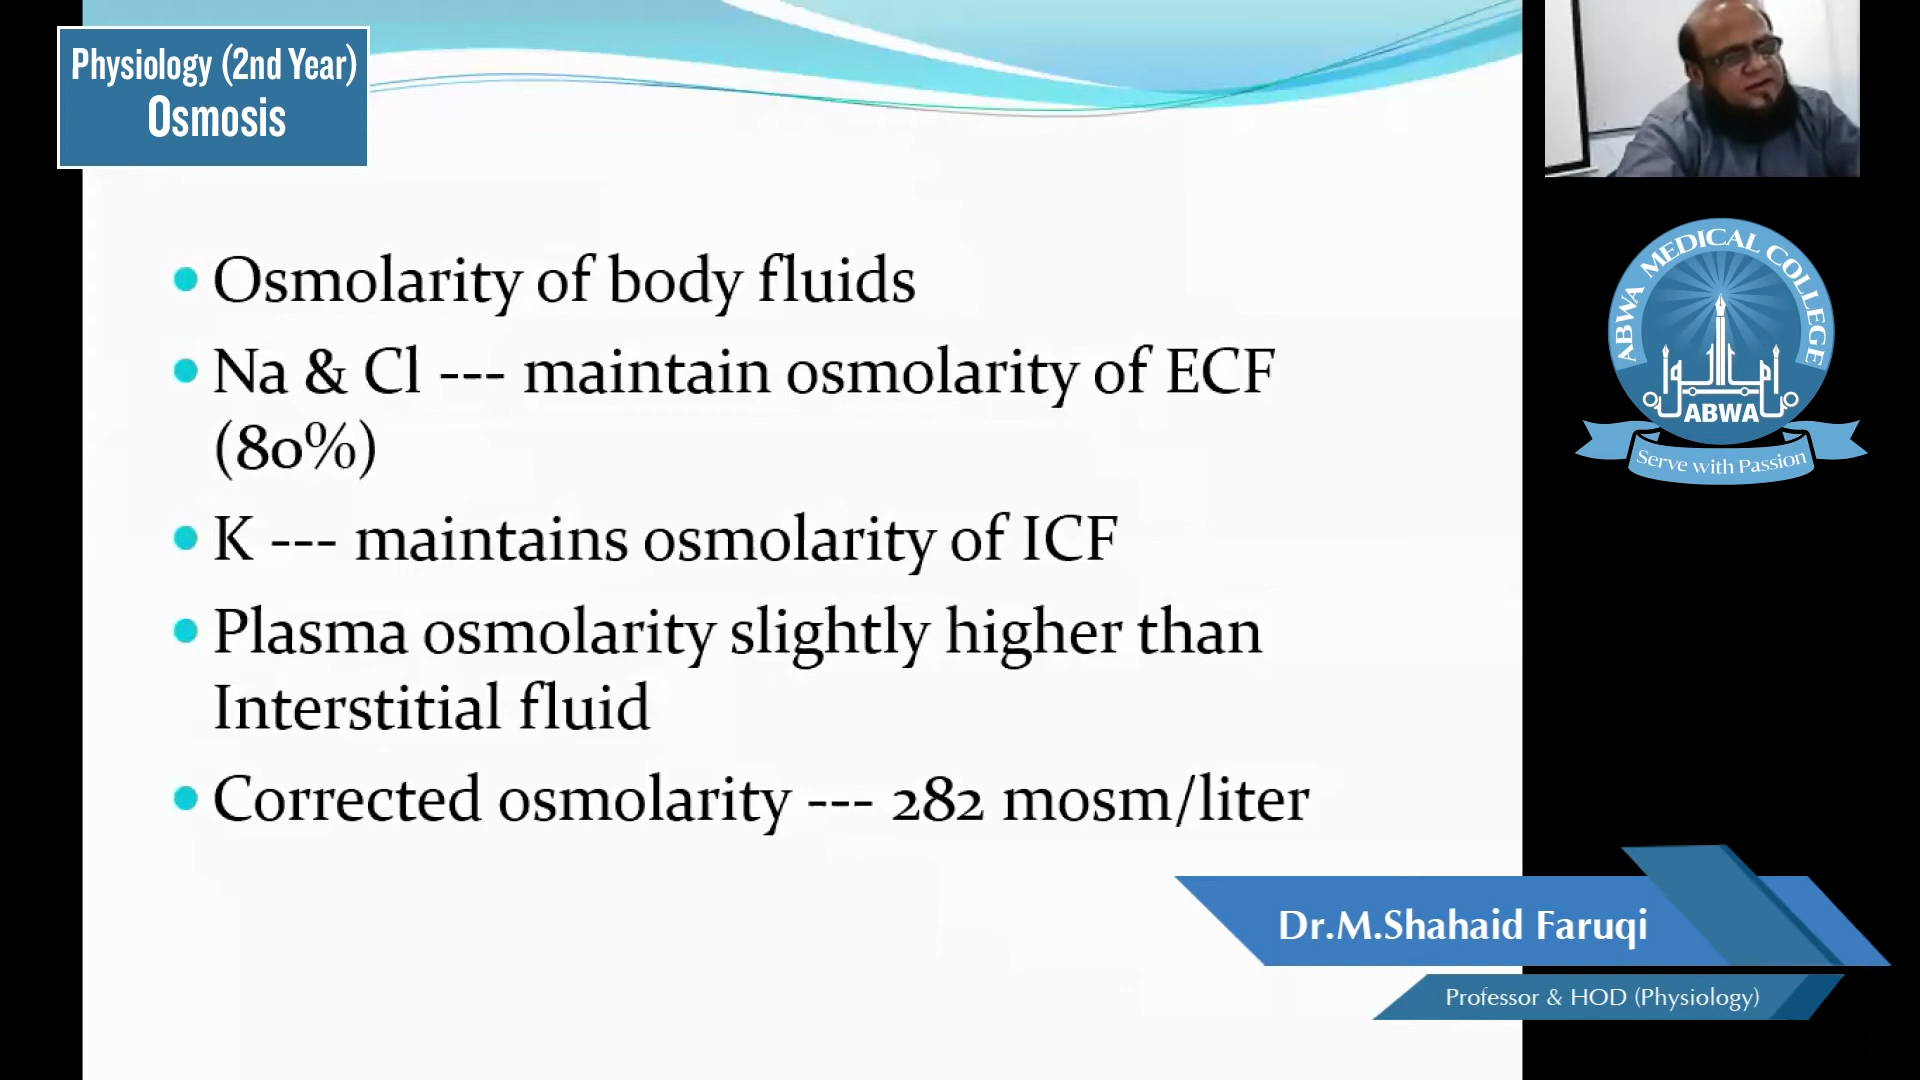 Physiology (2nd Year)
Osmosis
Osmolarity of body fluids
Na & Cl --- maintain osmolarity of ECF
(80%)
K --- maintains osmolarity of ICF
Plasma osmolarity slightly higher than
Interstitial fluid
Corrected osmolarity --- 282 mosm/liter
ABWA MEDICAL COLLEGE
ABWA
Serve with Passion
Dr.M.Shahaid Faruqi
Professor & HOD (Physiology)